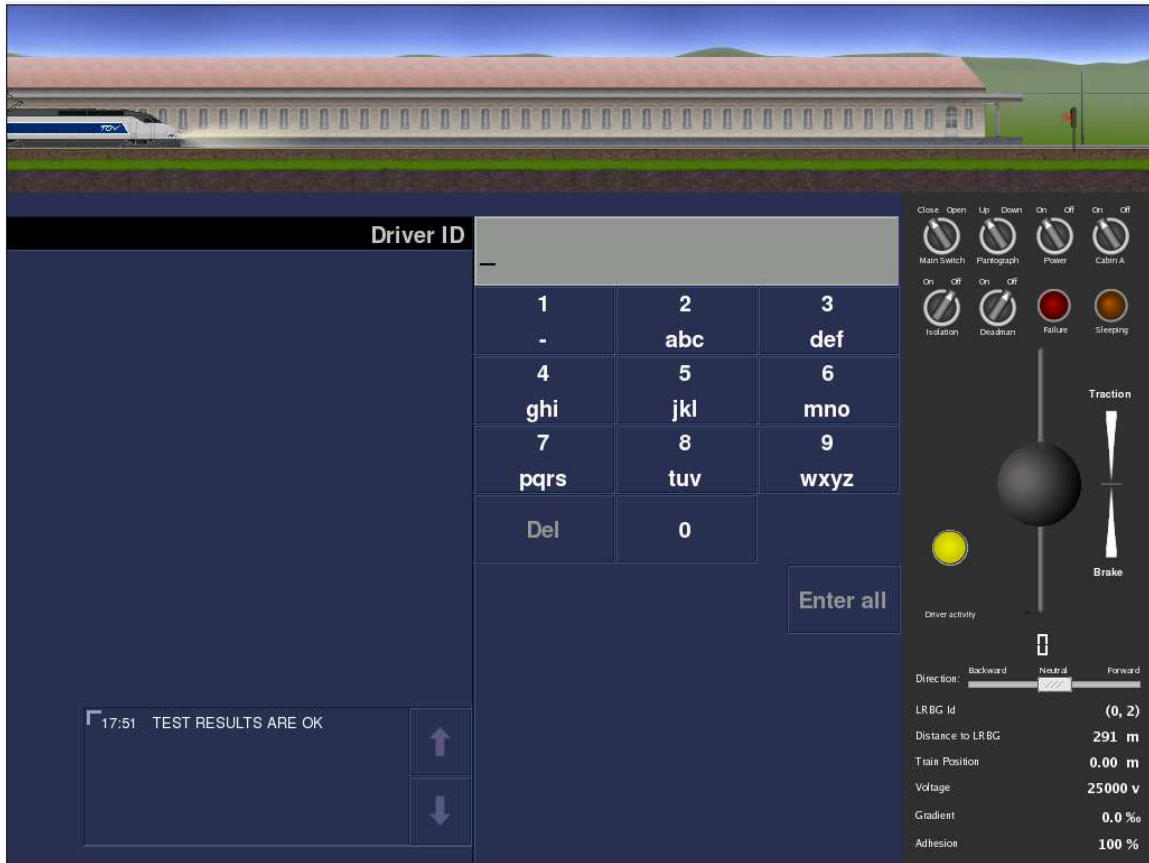 TGV
Driver ID
_
1
-
2
abc
3
def
4
ghi
5
jkl
6
mno
7
pqrs
8
tuv
9
wxyz
Del
0
Enter all
17:51 TEST RESULTS ARE OK
Close Open
Main Switch
Up Down
Pantograph
On Off
Power
On Off
Cabin A
On Off
Isolation
On Off
Deadman
Failure
Sleeping
Traction
Brake
Driver activity
0
Direction:
Backward Neutral Forward
LRBG Id (0, 2)
Distance to LRBG 291 m
Train Position 0.00 m
Voltage 25000 v
Gradient 0.0 ‰
Adhesion 100 %